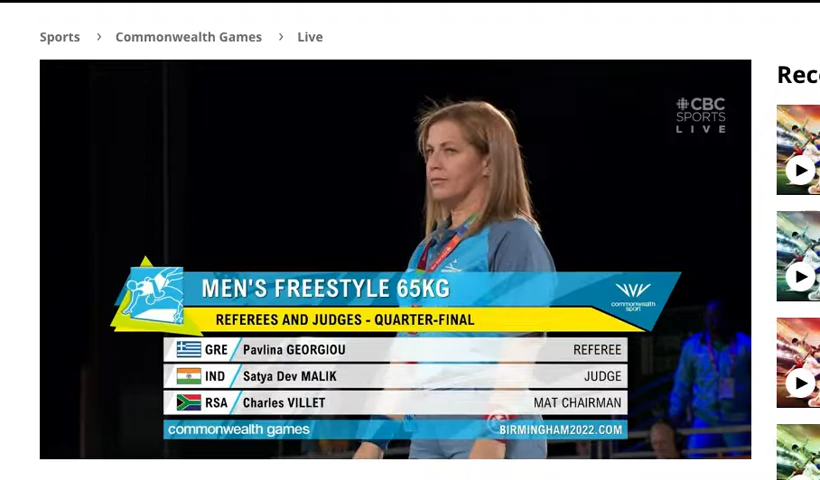 Sports > Commonwealth Games > Live
Rec
CBC
SPORTS
LIVE
MEN'S FREESTYLE 65KG
commonwealth
sport
REFEREES AND JUDGES - QUARTER-FINAL
GRE Pavlina GEORGIOU REFEREE
IND Satya Dev MALIK JUDGE
RSA Charles VILLET MAT CHAIRMAN
commonwealth games BIRMINGHAM2022.COM